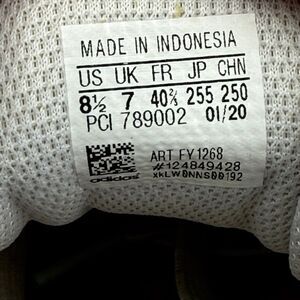 MADE IN INDONESIA
US UK FR JP CHN
8½ 7 40⅔ 255 250
PCI 789002 01/20
ART FY1268
#124849428
xkLW0NNS00192
adidas